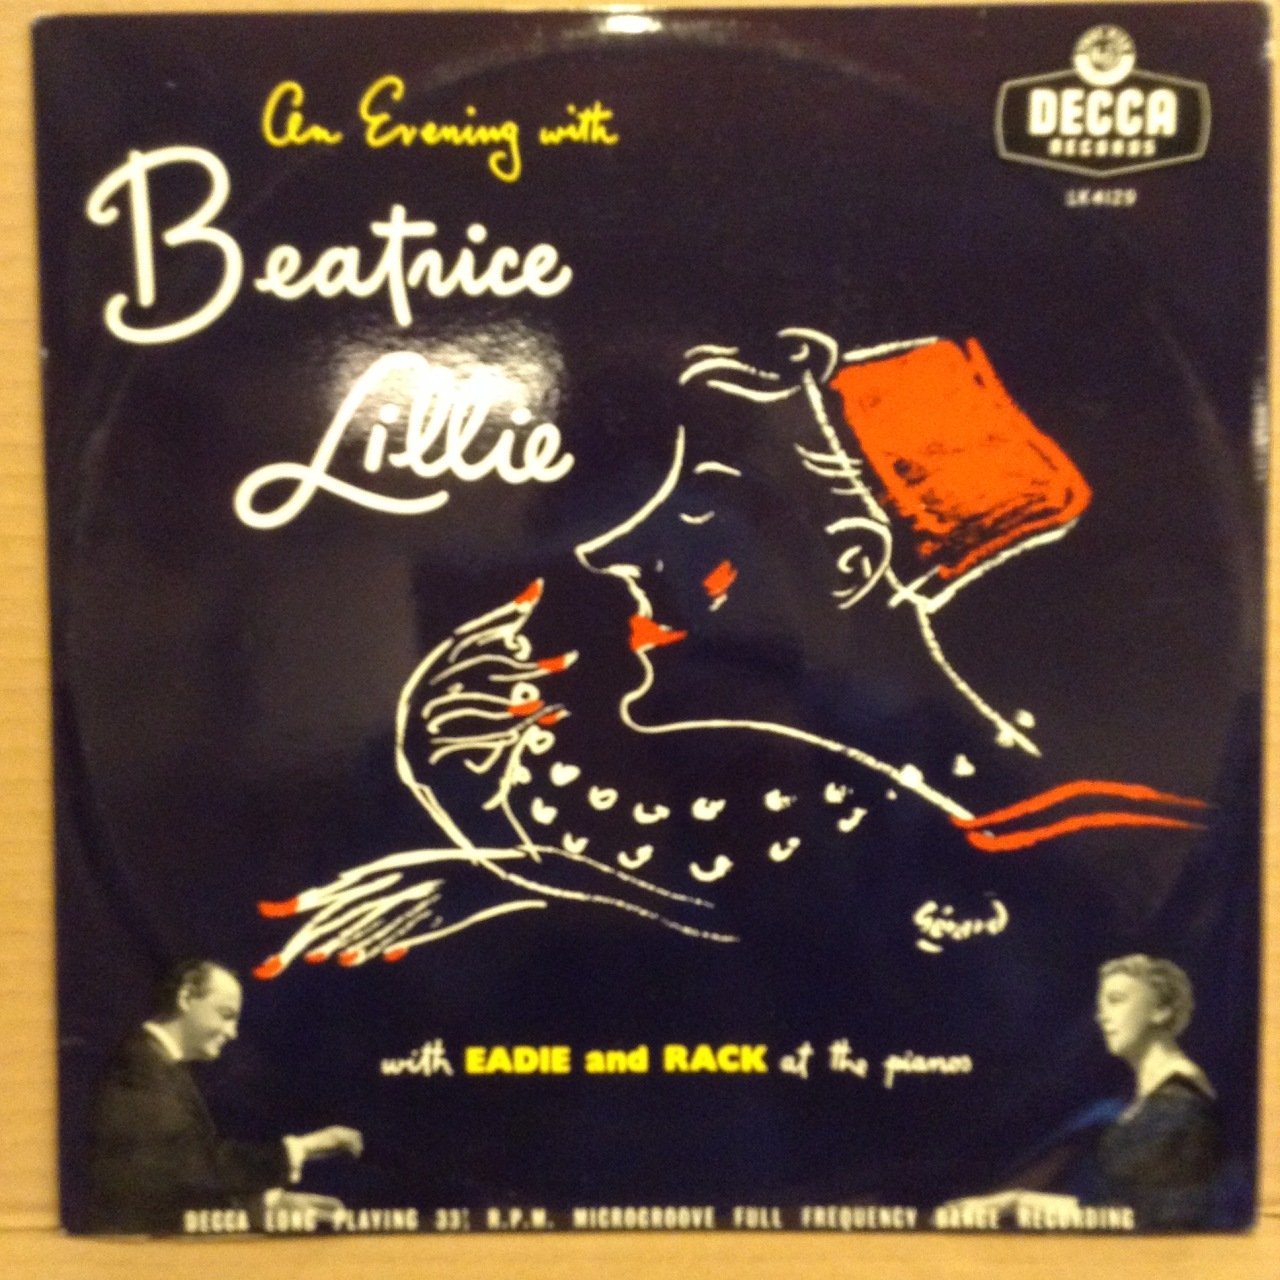 An Evening with
Beatrice
Lillie
DECCA
RECORDS
LK 4129
Gérard
with EADIE and RACK at the pianos
DECCA LONG PLAYING 33⅓ R.P.M. MICROGROOVE FULL FREQUENCY RANGE RECORDING